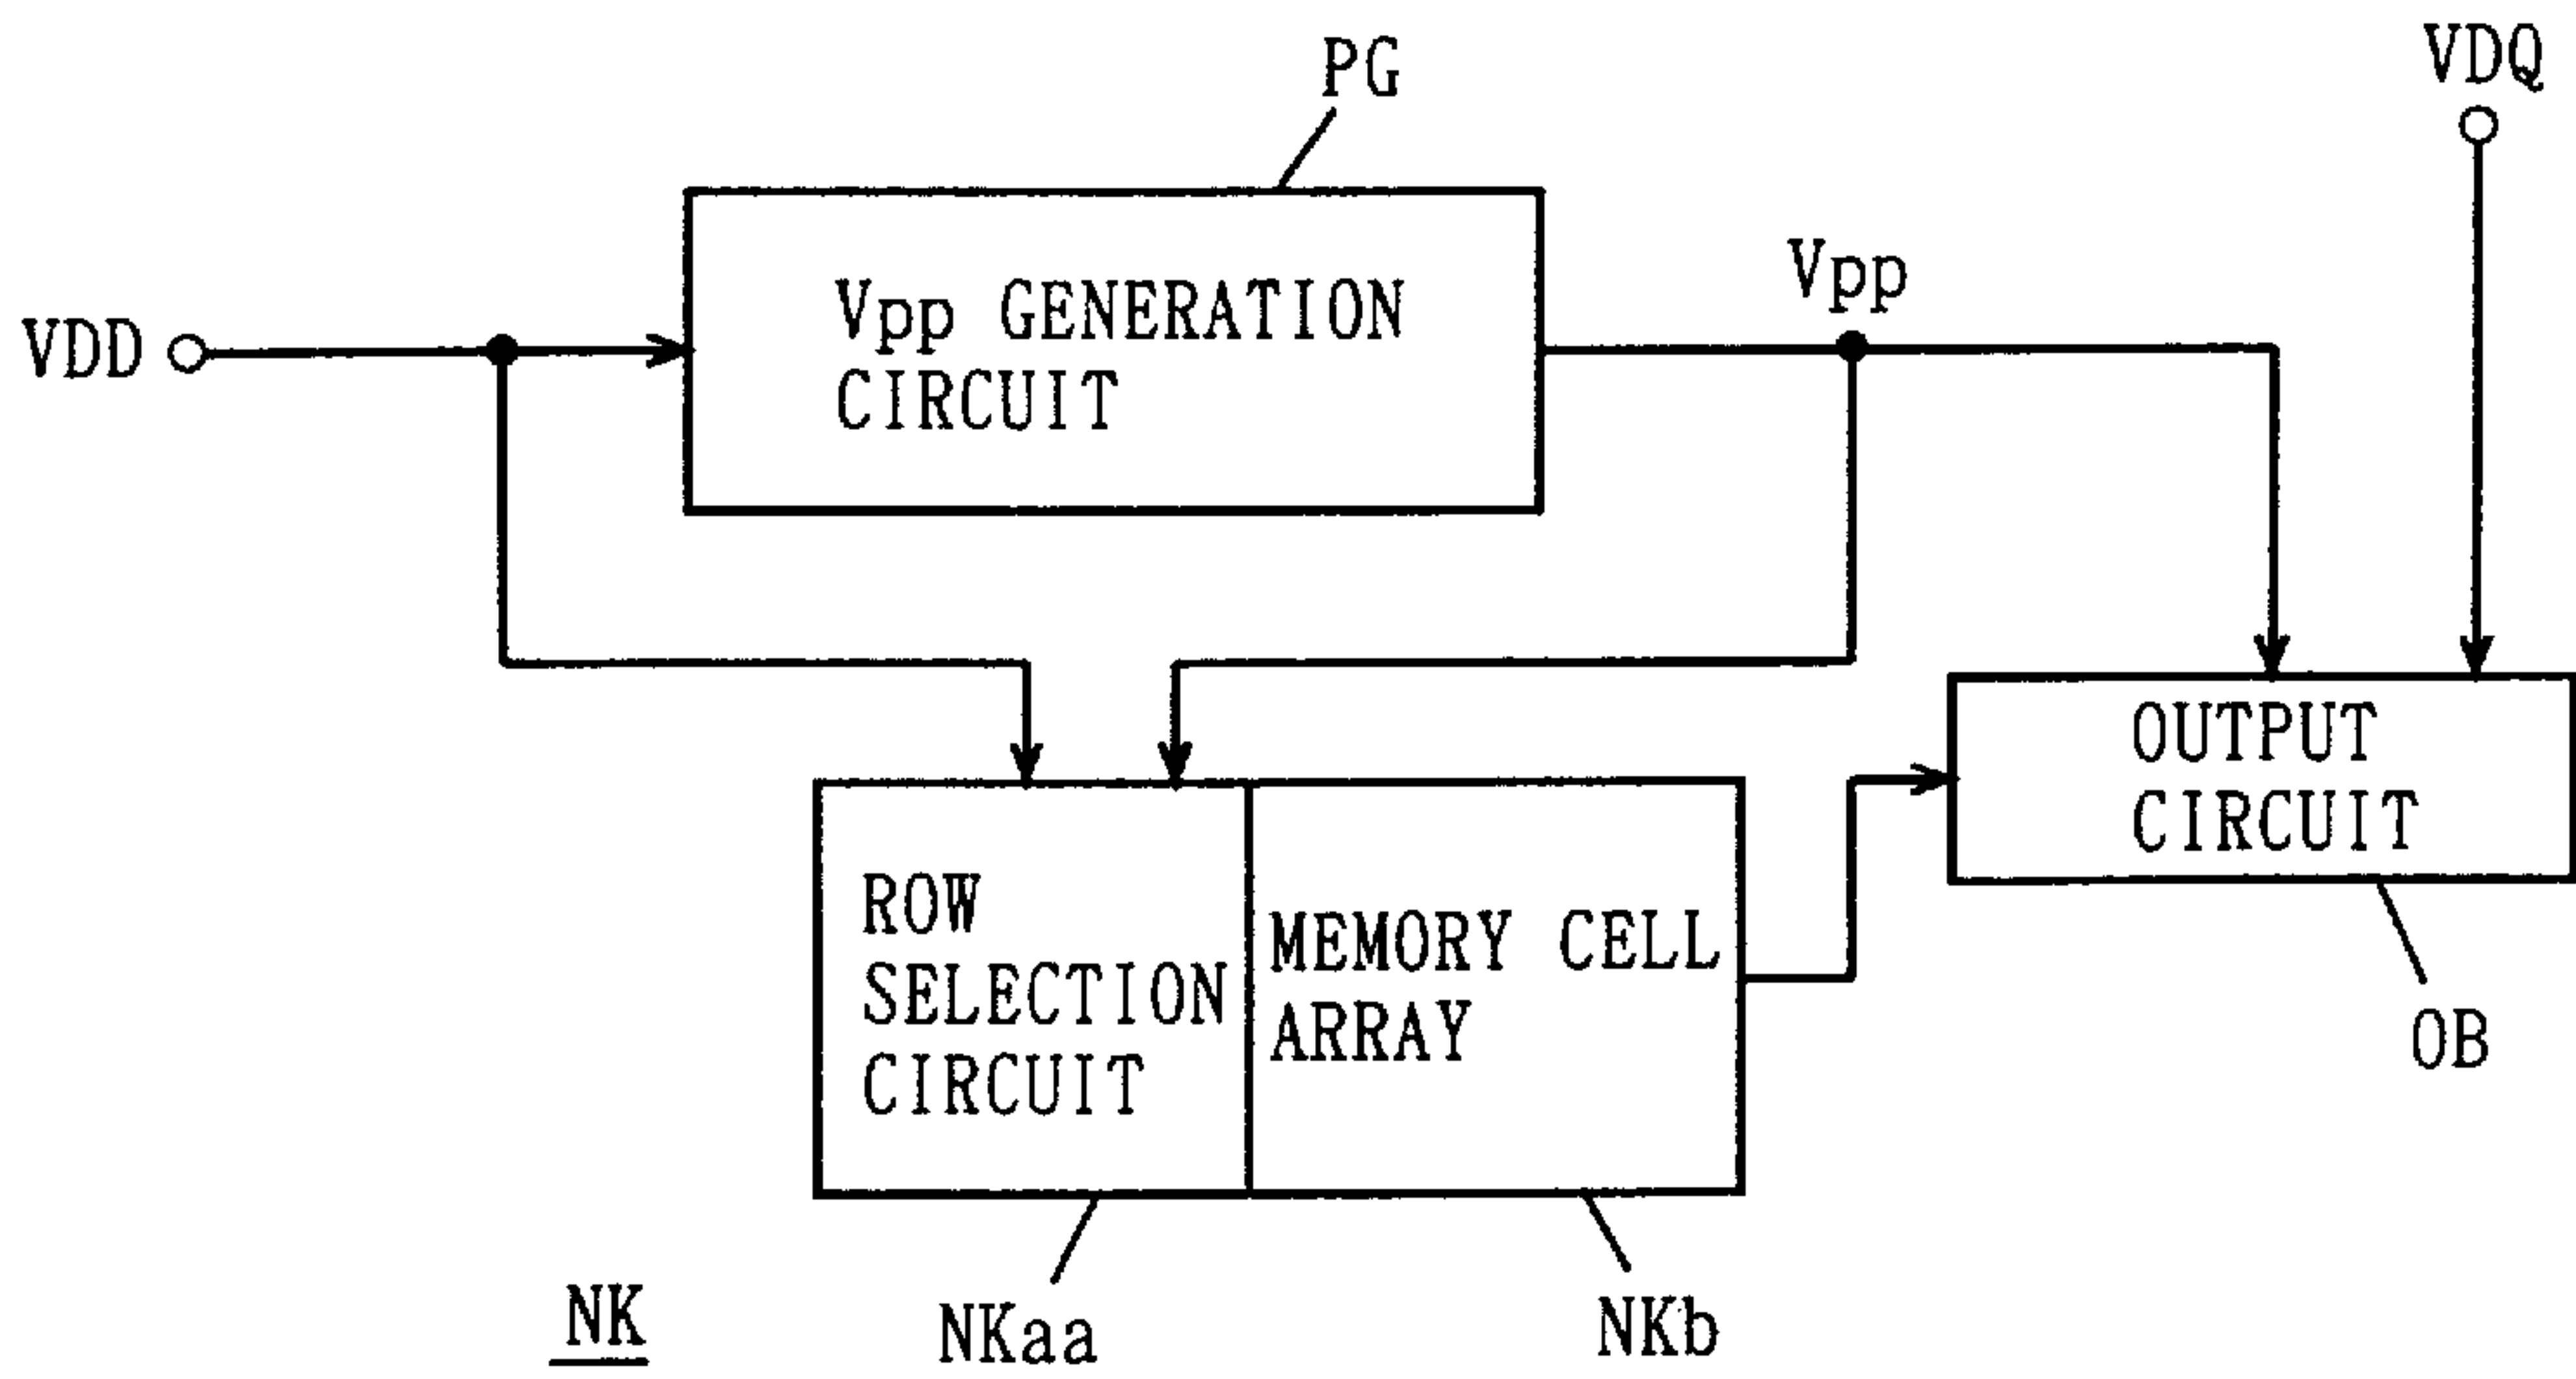 PG
VDQ
Vpp
VDD
Vpp GENERATION
CIRCUIT
OUTPUT
CIRCUIT
ROW
SELECTION
CIRCUIT
MEMORY CELL
ARRAY
OB
NK
NKaa
NKb